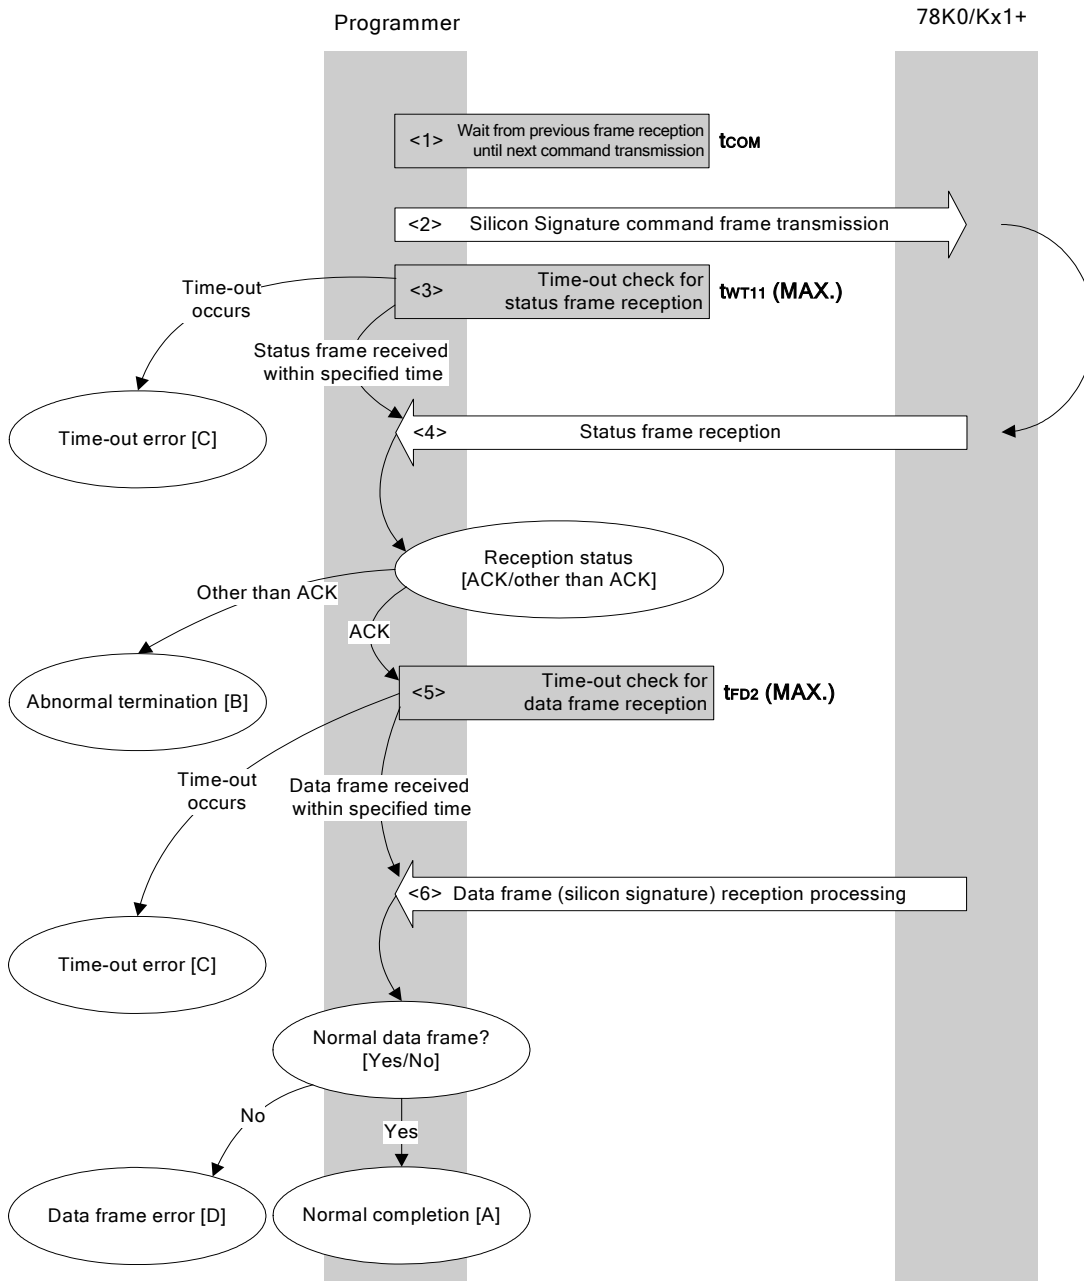 Programmer
78K0/Kx1+
<1> Wait from previous frame reception
until next command transmission
tCOM
<2> Silicon Signature command frame transmission
<3> Time-out check for
status frame reception
tWT11 (MAX.)
Time-out
occurs
Status frame received
within specified time
Time-out error [C]
<4> Status frame reception
Reception status
[ACK/other than ACK]
Other than ACK
ACK
Abnormal termination [B]
<5> Time-out check for
data frame reception
tFD2 (MAX.)
Time-out
occurs
Data frame received
within specified time
<6> Data frame (silicon signature) reception processing
Time-out error [C]
Normal data frame?
[Yes/No]
No
Yes
Data frame error [D]
Normal completion [A]